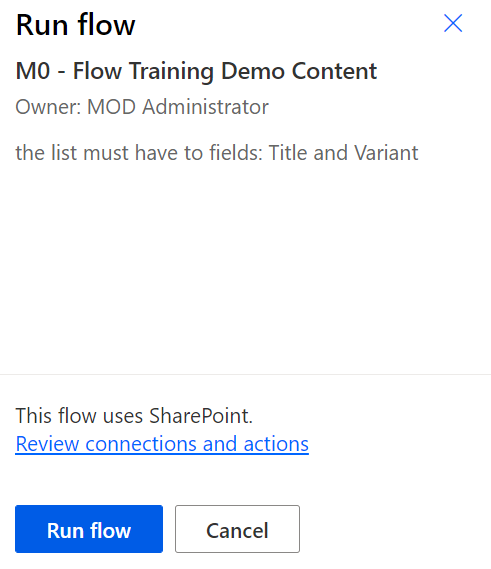 Run flow
M0 - Flow Training Demo Content
Owner: MOD Administrator
the list must have to fields: Title and Variant
This flow uses SharePoint.
Review connections and actions
Run flow
Cancel